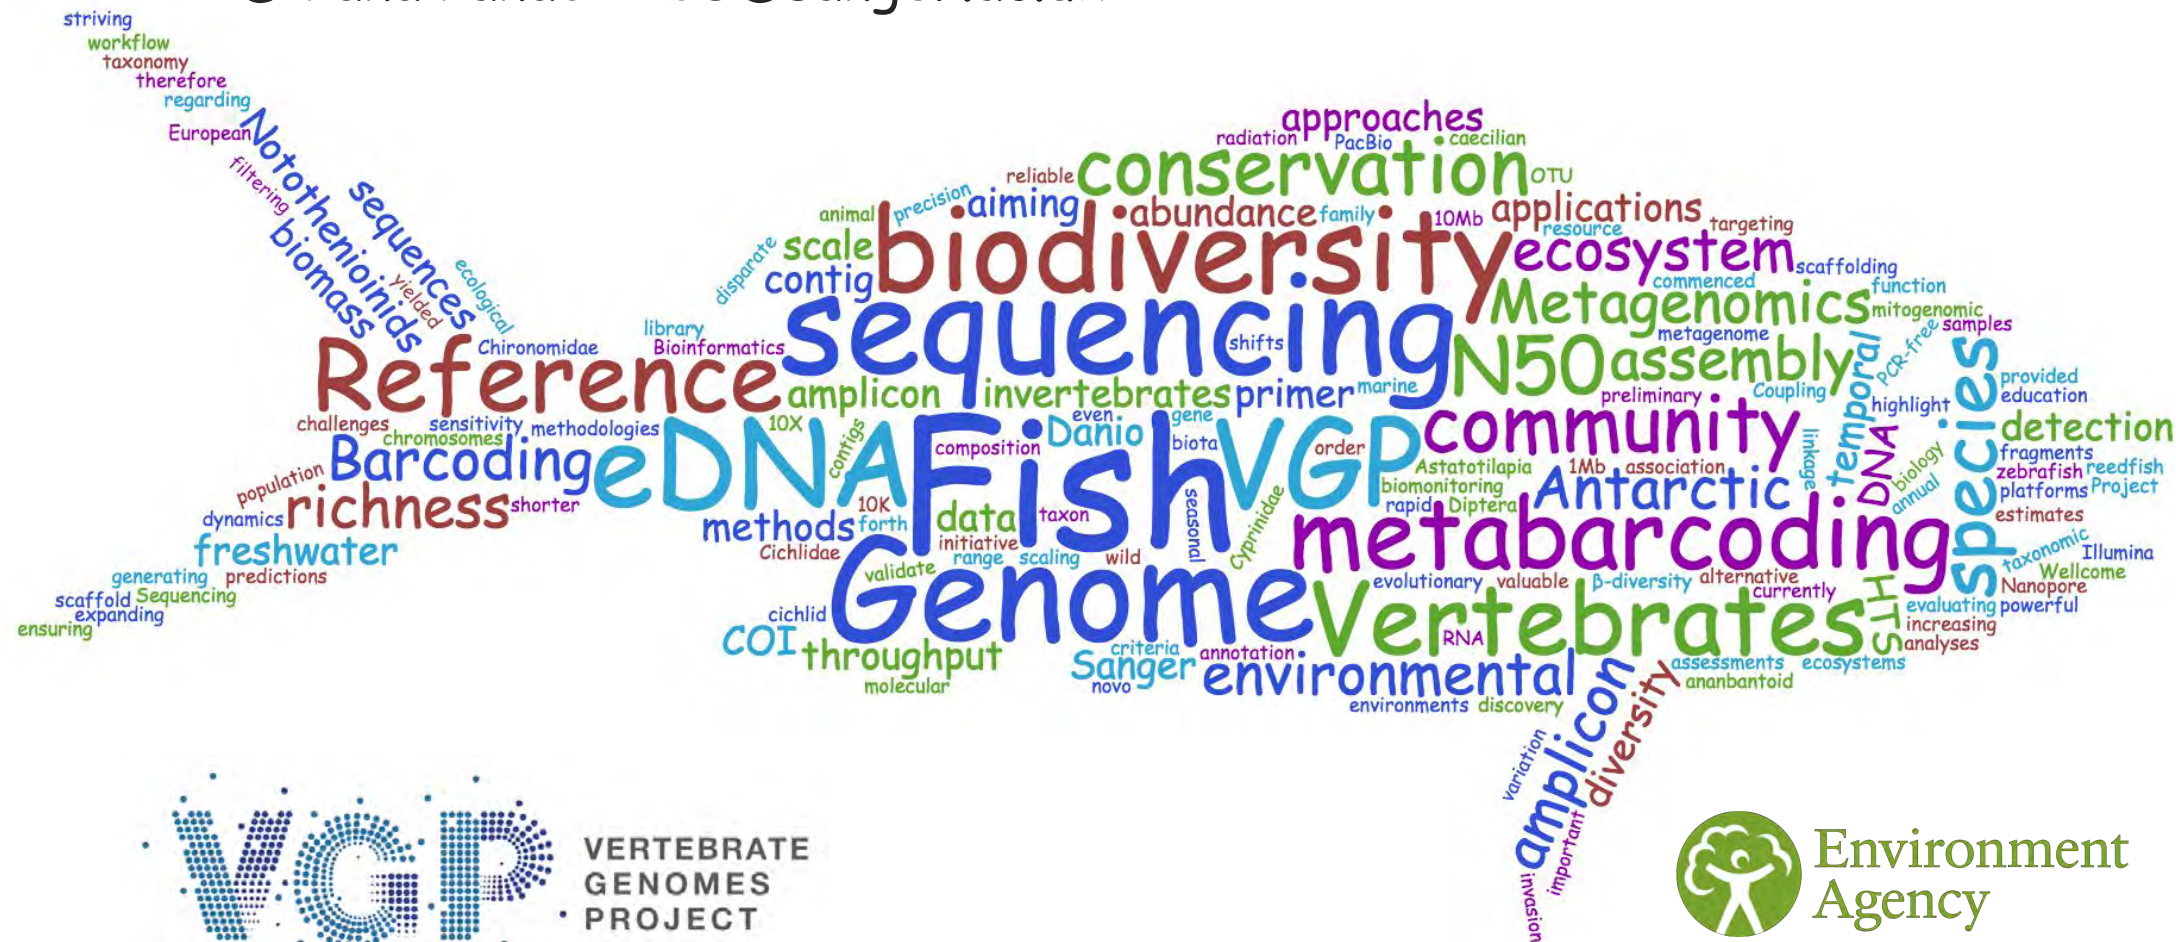 striving
workflow
taxonomy
therefore
regarding
European
Notothenioinids
filtering
sequences
biomass
yielded
ecological
approaches
radiation PacBio caecilian
reliable conservation OTU
animal precision aiming abundance family 10Mb applications targeting
disparate scale biodiversity resource ecosystem scaffolding
contig commenced function
Metagenomics mitogenomic
library sequencing shifts metagenome PCR-free samples
Reference Chironomidae Bioformatics N50 assembly temporal species
amplicon invertebrates primer marine preliminary Coupling provided
education
challenges sensitivity methodologies 10X even gene community highlight
chromosomes contigs Danio detection
Barcoding eDNA composition Fish biota VGP order linkage DNA biology fragments
population Astatotilapia 1Mb association zebrafish reedfish
richness shorter biomonitoring Antarctic annual platforms Project
dynamics 10K data taxon seasonal Cyprinidae rapid Diptera estimates
methods forth metabarcoding
freshwater Cichlidae initiative taxonomic Illumina
validate range scaling wild Wellcome
generating predictions Genome evolutionary valuable β-diversity alternative Nanopore
scaffold Sequencing currently HTS
expanding cichlid Vertebrates evaluating powerful
ensuring COI RNA increasing
throughput criteria annotation analyses
Sanger environmental assessments ecosystems
molecular novo amplicon diversity ananbantoid
environments discovery
variation
important
invasion
VGP
VERTEBRATE
GENOMES
PROJECT
Environment
Agency